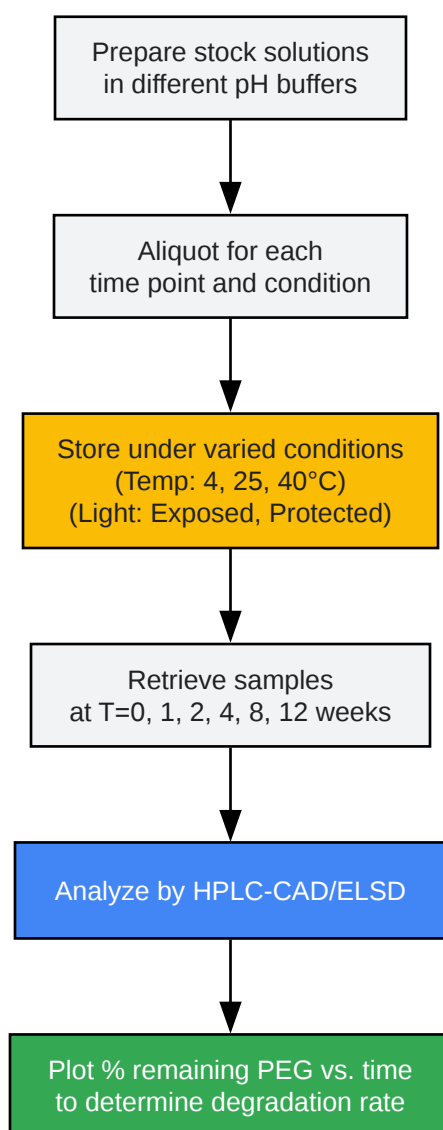 Prepare stock solutions
in different pH buffers
Aliquot for each
time point and condition
Store under varied conditions
(Temp: 4, 25, 40°C)
(Light: Exposed, Protected)
Retrieve samples
at T=0, 1, 2, 4, 8, 12 weeks
Analyze by HPLC-CAD/ELSD
Plot % remaining PEG vs. time
to determine degradation rate